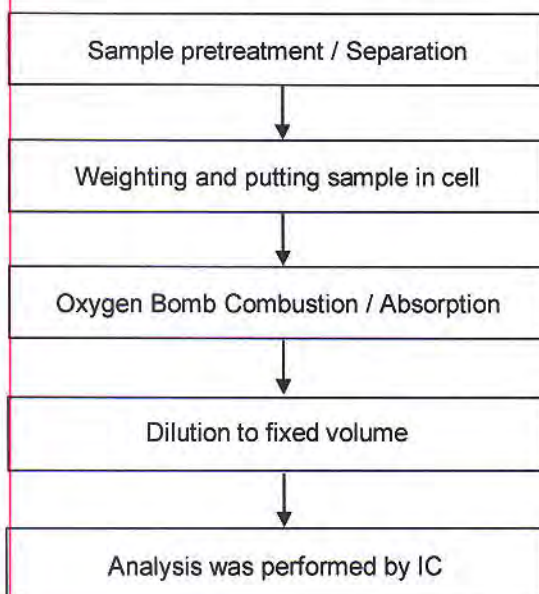 Sample pretreatment / Separation
Weighting and putting sample in cell
Oxygen Bomb Combustion / Absorption
Dilution to fixed volume
Analysis was performed by IC